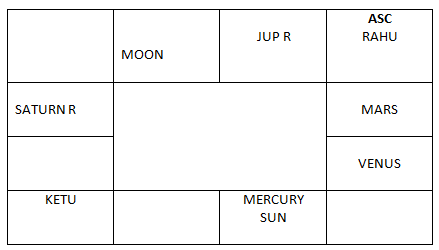 ASC
JUP R
RAHU
MOON
SATURN R
MARS
VENUS
KETU
MERCURY
SUN